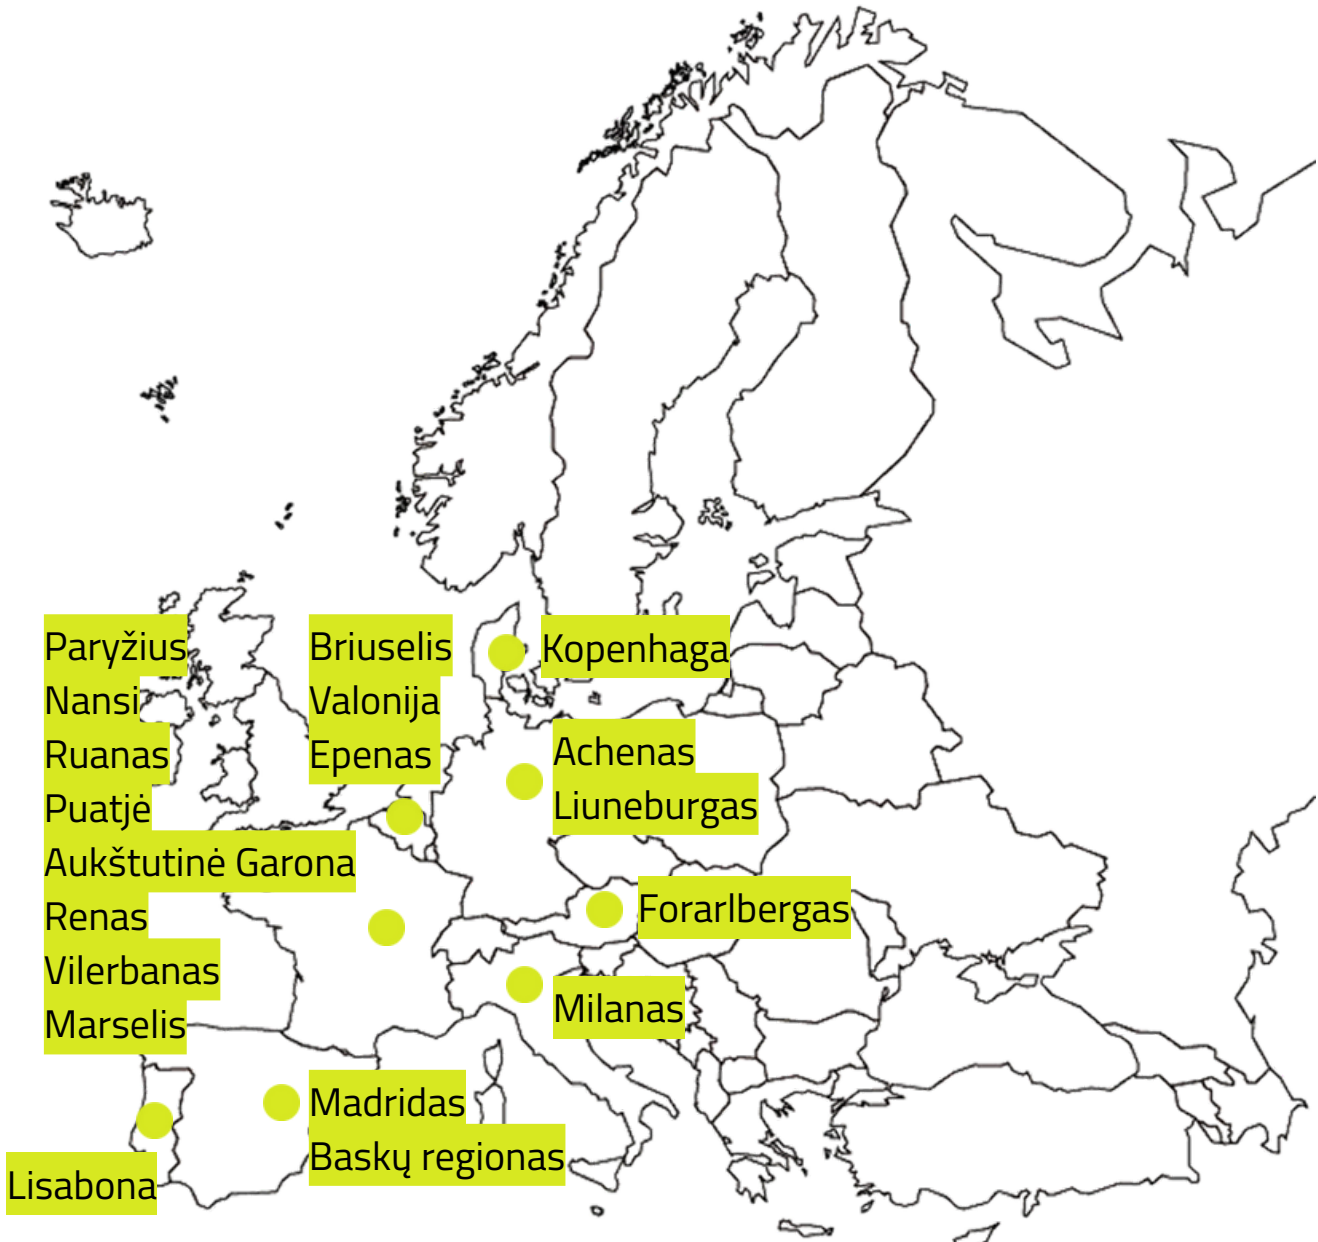 Paryžius
Nansi
Ruanas
Puatjė
Aukštutinė Garona
Renas
Vilerbanas
Marselis
Briuselis
Valonija
Epenas
Kopenhaga
Achenas
Liuneburgas
Forarlbergas
Milanas
Madridas
Baskų regionas
Lisabona